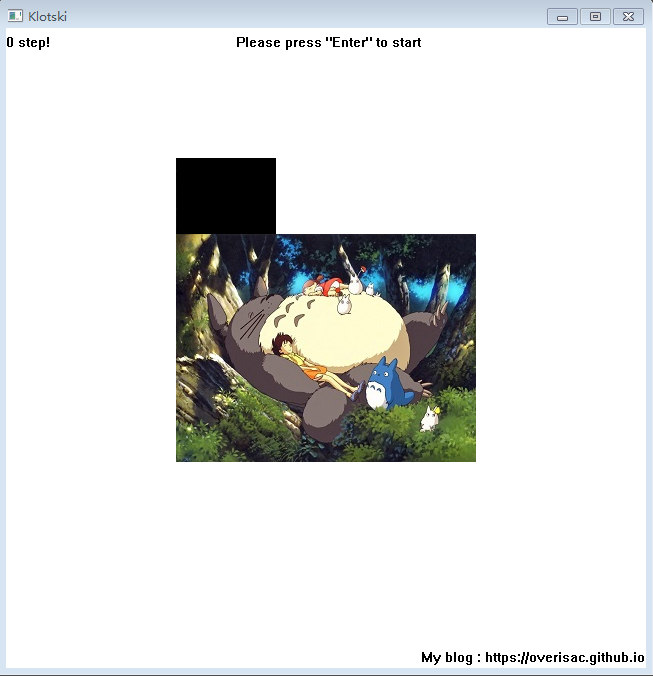 Klotski
0 step!
Please press "Enter" to start
My blog : https://overisac.github.io